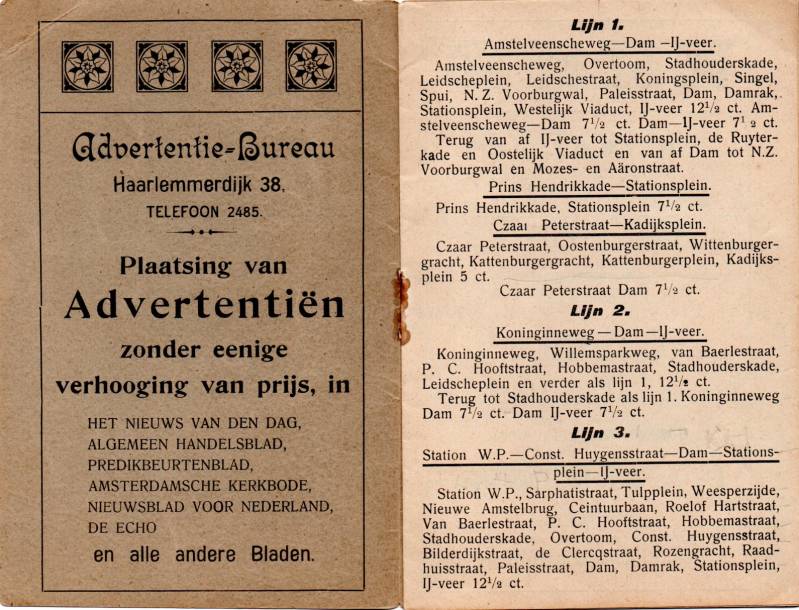 Advertentie-Bureau
Haarlemmerdijk 38,
TELEFOON 2485.
Plaatsing van
Advertentiën
zonder eenige
verhooging van prijs, in
HET NIEUWS VAN DEN DAG,
ALGEMEEN HANDELSBLAD,
PREDIKBEURTENBLAD,
AMSTERDAMSCHE KERKBODE,
NIEUWSBLAD VOOR NEDERLAND,
DE ECHO
en alle andere Bladen.
Lijn 1.
Amstelveenscheweg—Dam—IJ-veer.
Amstelveenscheweg, Overtoom, Stadhouderskade,
Leidscheplein, Leidschestraat, Koningsplein, Singel,
Spui, N. Z. Voorburgwal, Paleisstraat, Dam, Damrak,
Stationsplein, Westelijk Viaduct, IJ-veer 12½ ct. Am-
stelveenscheweg—Dam 7½ ct. Dam—IJ-veer 7½ ct.
Terug van af IJ-veer tot Stationsplein, de Ruyter-
kade en Oostelijk Viaduct en van af Dam tot N.Z.
Voorburgwal en Mozes- en Aäronstraat.
Prins Hendrikkade—Stationsplein.
Prins Hendrikkade, Stationsplein 7½ ct.
Czaar Peterstraat—Kadijksplein.
Czaar Peterstraat, Oostenburgerstraat, Wittenburger-
gracht, Kattenburgergracht, Kattenburgerplein, Kadijks-
plein 5 ct.
Czaar Peterstraat Dam 7½ ct.
Lijn 2.
Koninginneweg—Dam—IJ-veer.
Koninginneweg, Willemsparkweg, van Baerlestraat,
P. C. Hooftstraat, Hobbemastraat, Stadhouderskade,
Leidscheplein en verder als lijn 1, 12½ ct.
Terug tot Stadhouderskade als lijn 1. Koninginneweg
Dam 7½ ct. Dam IJ-veer 7½ ct.
Lijn 3.
Station W.P.—Const. Huygensstraat—Dam—Stations-
plein—IJ-veer.
Station W.P., Sarphatistraat, Tulpplein, Weesperzijde,
Nieuwe Amstelbrug, Ceintuurbaan, Roelof Hartstraat,
Van Baerlestraat, P. C. Hooftstraat, Hobbemastraat,
Stadhouderskade, Overtoom, Const. Huygensstraat,
Bilderdijkstraat, de Clercqstraat, Rozengracht, Raad-
huisstraat, Paleisstraat, Dam, Damrak, Stationsplein,
IJ-veer 12½ ct.